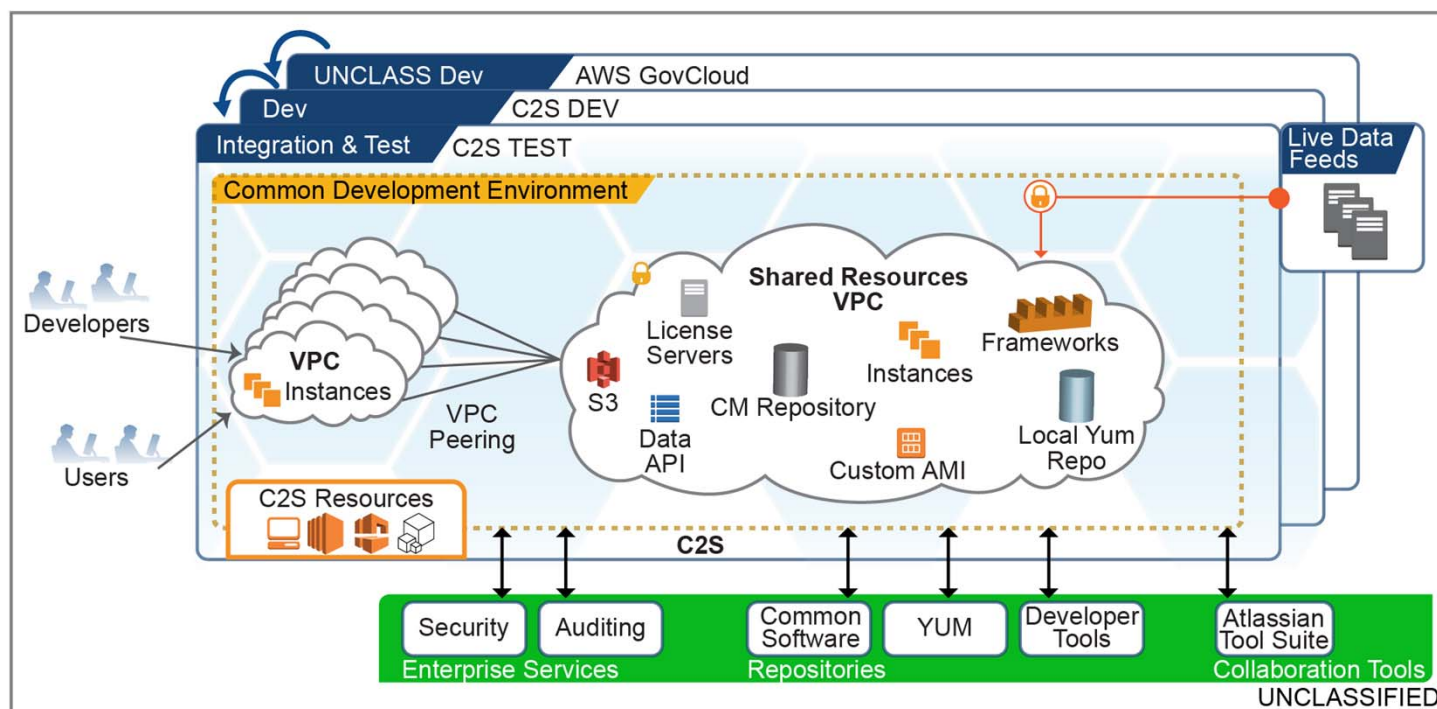 UNCLASS Dev
AWS GovCloud
Dev
C2S DEV
Integration & Test
C2S TEST
Live Data
Feeds
Common Development Environment
Shared Resources
VPC
Developers
License
Servers
Frameworks
VPC
Instances
Instances
S3
CM Repository
VPC
Peering
Data
API
Custom AMI
Local Yum
Repo
Users
C2S Resources
C2S
Security
Auditing
Common
Software
YUM
Developer
Tools
Atlassian
Tool Suite
Enterprise Services
Repositories
Collaboration Tools
UNCLASSIFIED